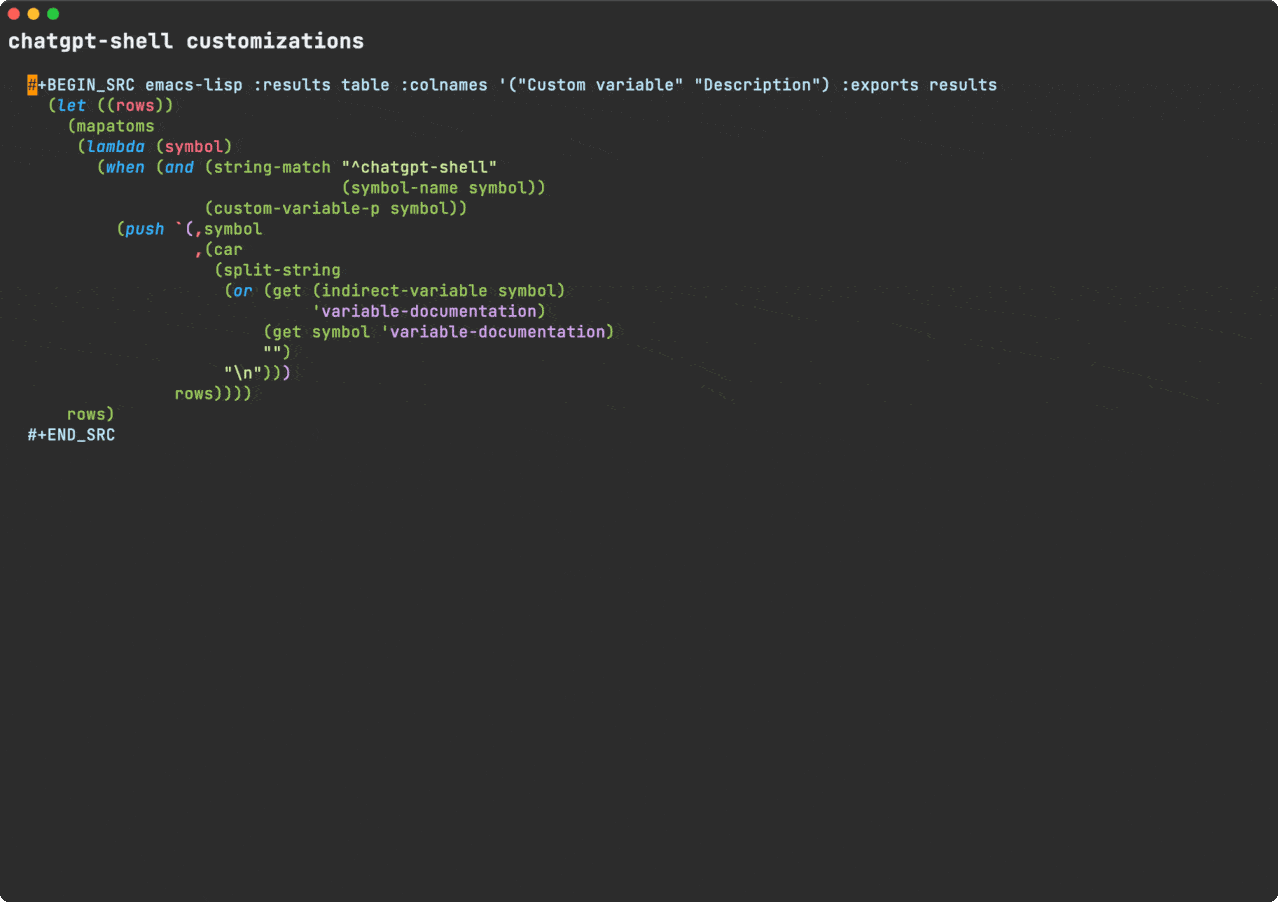 chatgpt-shell customizations
#+BEGIN_SRC emacs-lisp :results table :colnames '("Custom variable" "Description") :exports results
(let ((rows))
(mapatoms
(lambda (symbol)
(when (and (string-match "^chatgpt-shell"
(symbol-name symbol))
(custom-variable-p symbol))
(push `(,symbol
,(car
(split-string
(or (get (indirect-variable symbol)
'variable-documentation)
(get symbol 'variable-documentation)
"")
"\n")))
rows))))
rows)
#+END_SRC